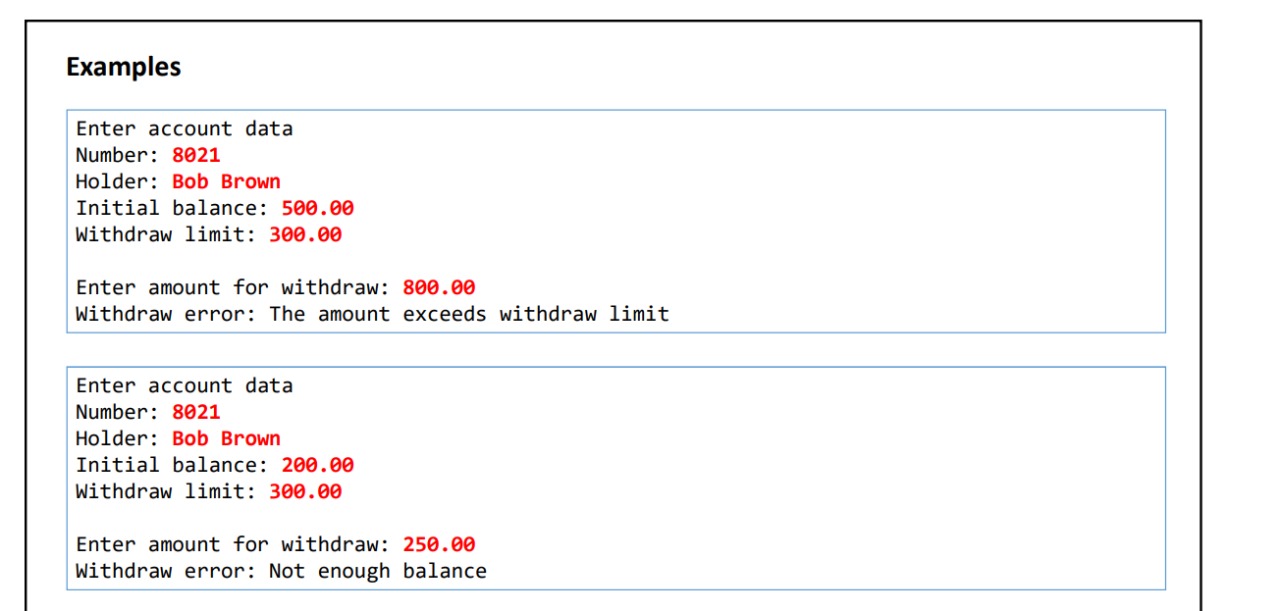 Examples
Enter account data
Number: 8021
Holder: Bob Brown
Initial balance: 500.00
Withdraw limit: 300.00
Enter amount for withdraw: 800.00
Withdraw error: The amount exceeds withdraw limit
Enter account data
Number: 8021
Holder: Bob Brown
Initial balance: 200.00
Withdraw limit: 300.00
Enter amount for withdraw: 250.00
Withdraw error: Not enough balance